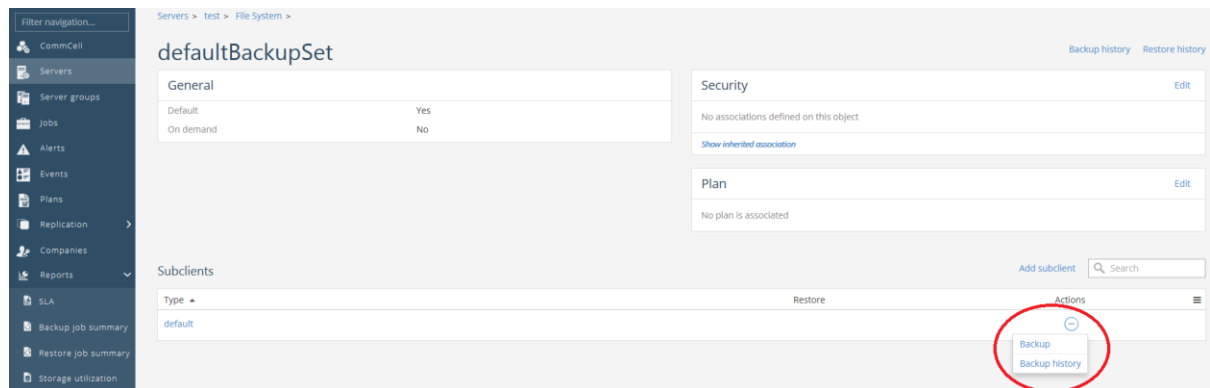 Filter navigation...
CommCell
Servers
Server groups
Jobs
Alerts
Events
Plans
Replication
Companies
Reports
SLA
Backup job summary
Restore job summary
Storage utilization
Servers > test > File System >
defaultBackupSet
Backup history Restore history
General
Default Yes
On demand No
Security Edit
No associations defined on this object
Show inherited association
Plan Edit
No plan is associated
Subclients
Add subclient Search
Type Restore Actions
default
Backup
Backup history